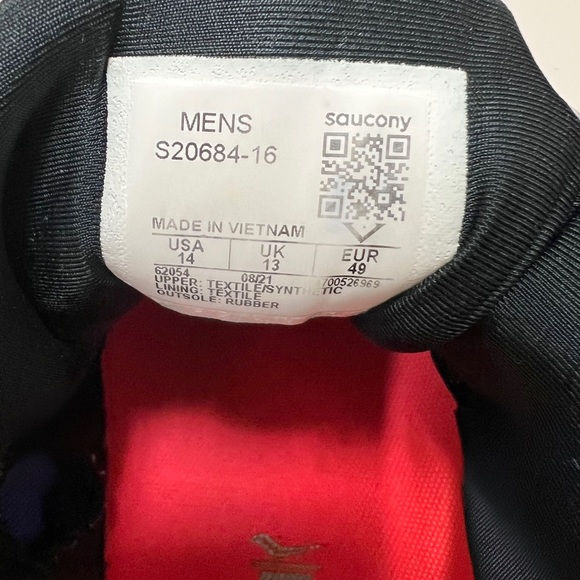 MENS
saucony
S20684-16
MADE IN VIETNAM
USA UK EUR
14 13 49
62054 08/21 700526969
UPPER: TEXTILE/SYNTHETIC
LINING: TEXTILE
OUTSOLE: RUBBER